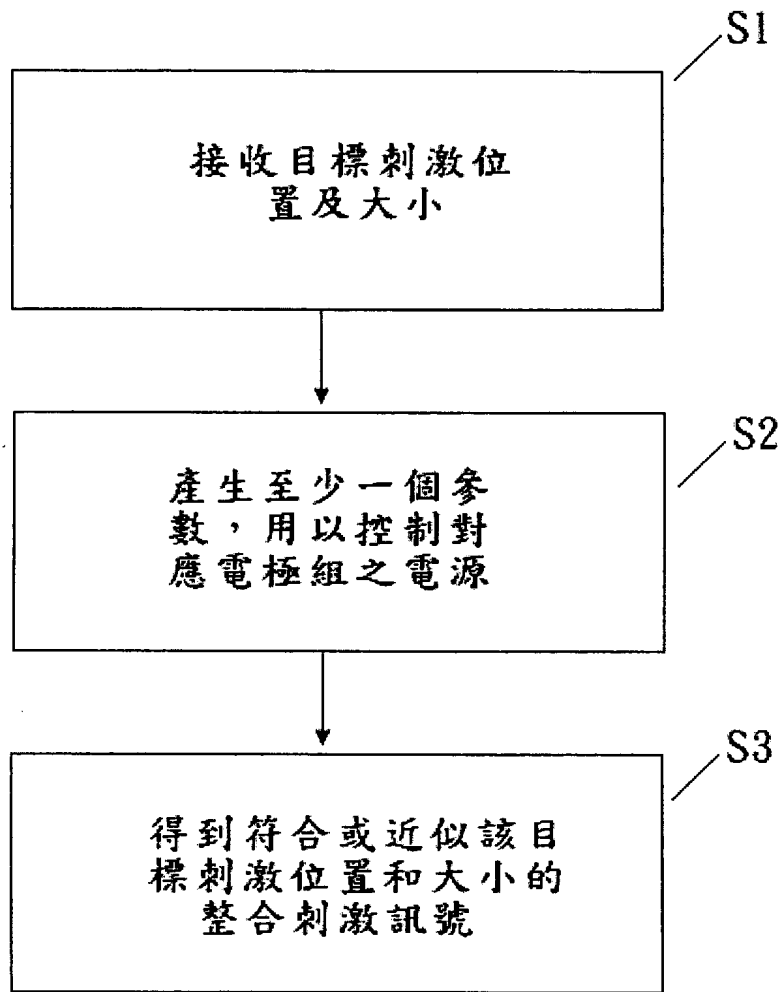 S1
接收目標刺激位
置及大小
S2
產生至少一個參
數，用以控制對
應電極組之電源
S3
得到符合或近似該目
標刺激位置和大小的
整合刺激訊號